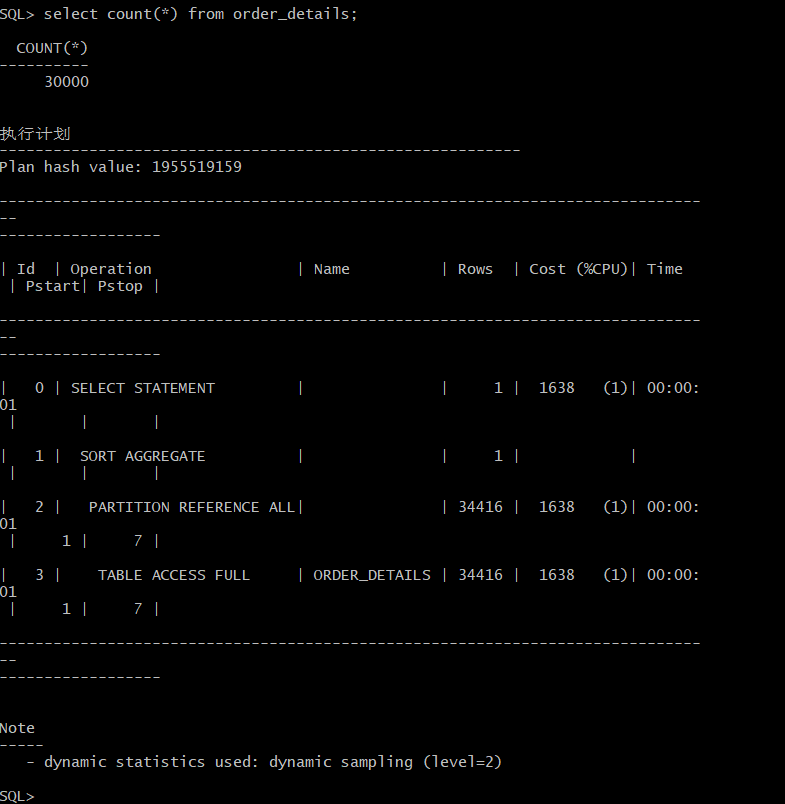 SQL> select count(*) from order_details;
  COUNT(*)
----------
     30000
执行计划
----------------------------------------------------------
Plan hash value: 1955519159
------------------------------------------------------------------------------
--
------------------
| Id  | Operation                | Name          | Rows  | Cost (%CPU)| Time
 | Pstart| Pstop |
------------------------------------------------------------------------------
--
------------------
|   0 | SELECT STATEMENT         |               |     1 |  1638   (1)| 00:00:
01
 |       |       |
|   1 |  SORT AGGREGATE          |               |     1 |            |
 |       |       |
|   2 |   PARTITION REFERENCE ALL|               | 34416 |  1638   (1)| 00:00:
01
 |     1 |     7 |
|   3 |    TABLE ACCESS FULL     | ORDER_DETAILS | 34416 |  1638   (1)| 00:00:
01
 |     1 |     7 |
------------------------------------------------------------------------------
--
------------------
Note
-----
   - dynamic statistics used: dynamic sampling (level=2)
SQL>